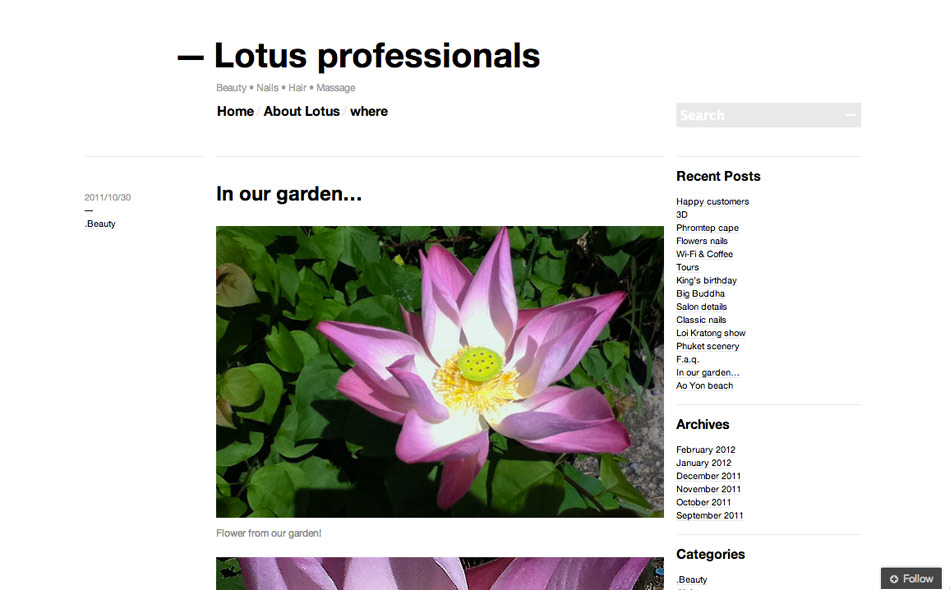 — Lotus professionals
Beauty • Nails • Hair • Massage
Home / About Lotus / where
Search
2011/10/30
—
.Beauty
In our garden…
Flower from our garden!
Recent Posts
Happy customers
3D
Phromtep cape
Flowers nails
Wi-Fi & Coffee
Tours
King's birthday
Big Buddha
Salon details
Classic nails
Loi Kratong show
Phuket scenery
F.a.q.
In our garden…
Ao Yon beach
Archives
February 2012
January 2012
December 2011
November 2011
October 2011
September 2011
Categories
.Beauty
Follow